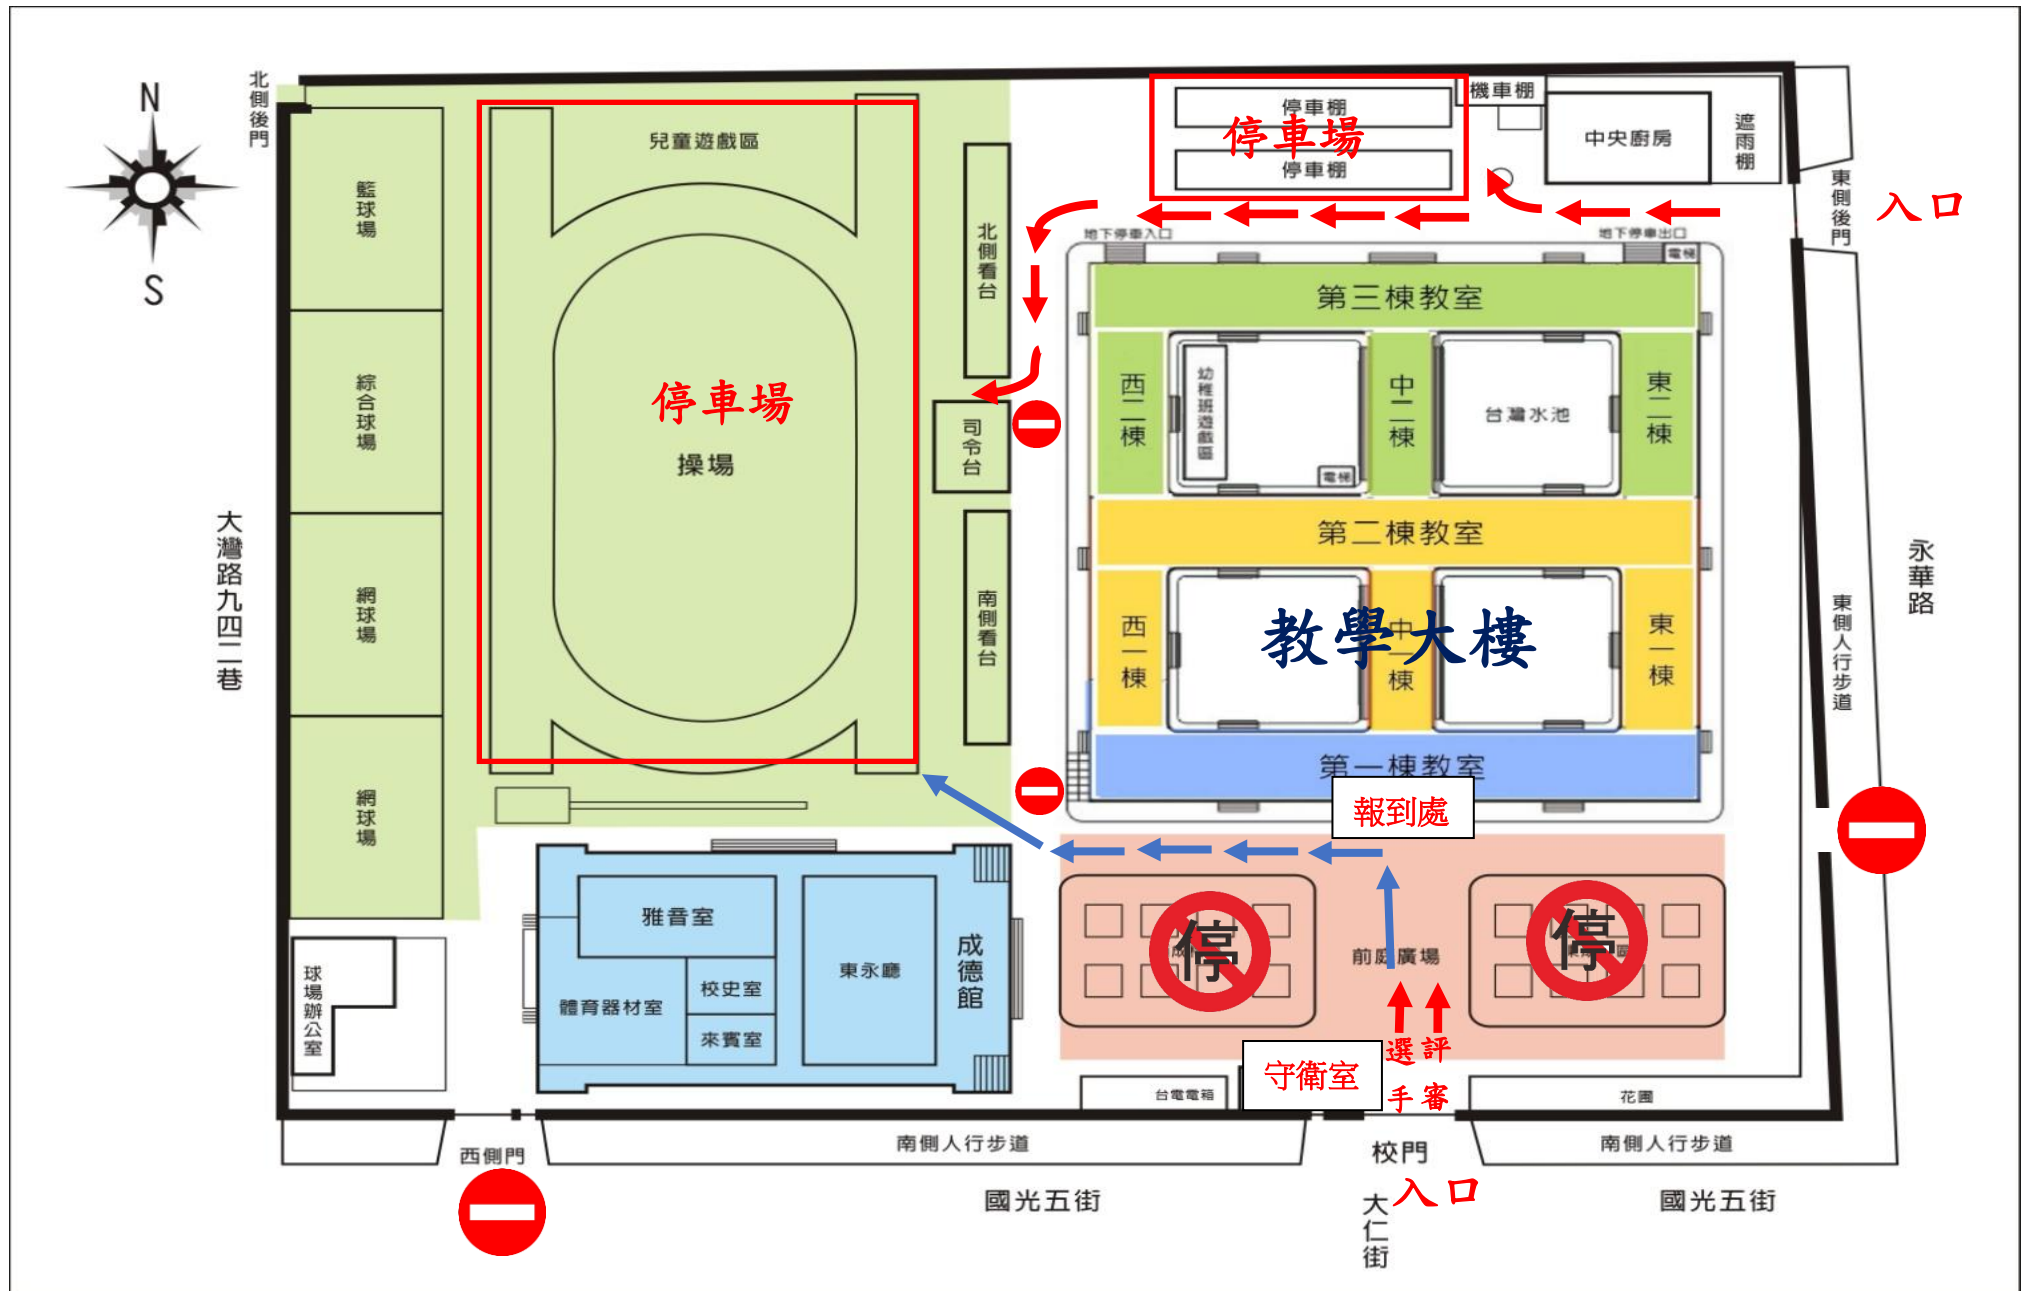 N
S
北側後門
兒童遊戲區
停車棚
停車場
停車棚
機車棚
中央廚房
遮雨棚
東側後門
入口
籃球場
北側看台
地下停車入口
地下停車出口
電梯
第三棟教室
綜合球場
停車場
操場
司令台
西二棟
幼稚班遊戲區
電梯
中二棟
台灣水池
東二棟
第二棟教室
大灣路九四二巷
網球場
南側看台
西一棟
教學大樓
中一棟
東一棟
永華路
東側人行步道
第一棟教室
報到處
網球場
雅音室
東永廳
成德館
校史室
體育器材室
來賓室
球場辦公室
停
前庭廣場
停
選手
評審
守衛室
台電電箱
花圃
西側門
南側人行步道
校門
南側人行步道
國光五街
入口
大仁街
國光五街